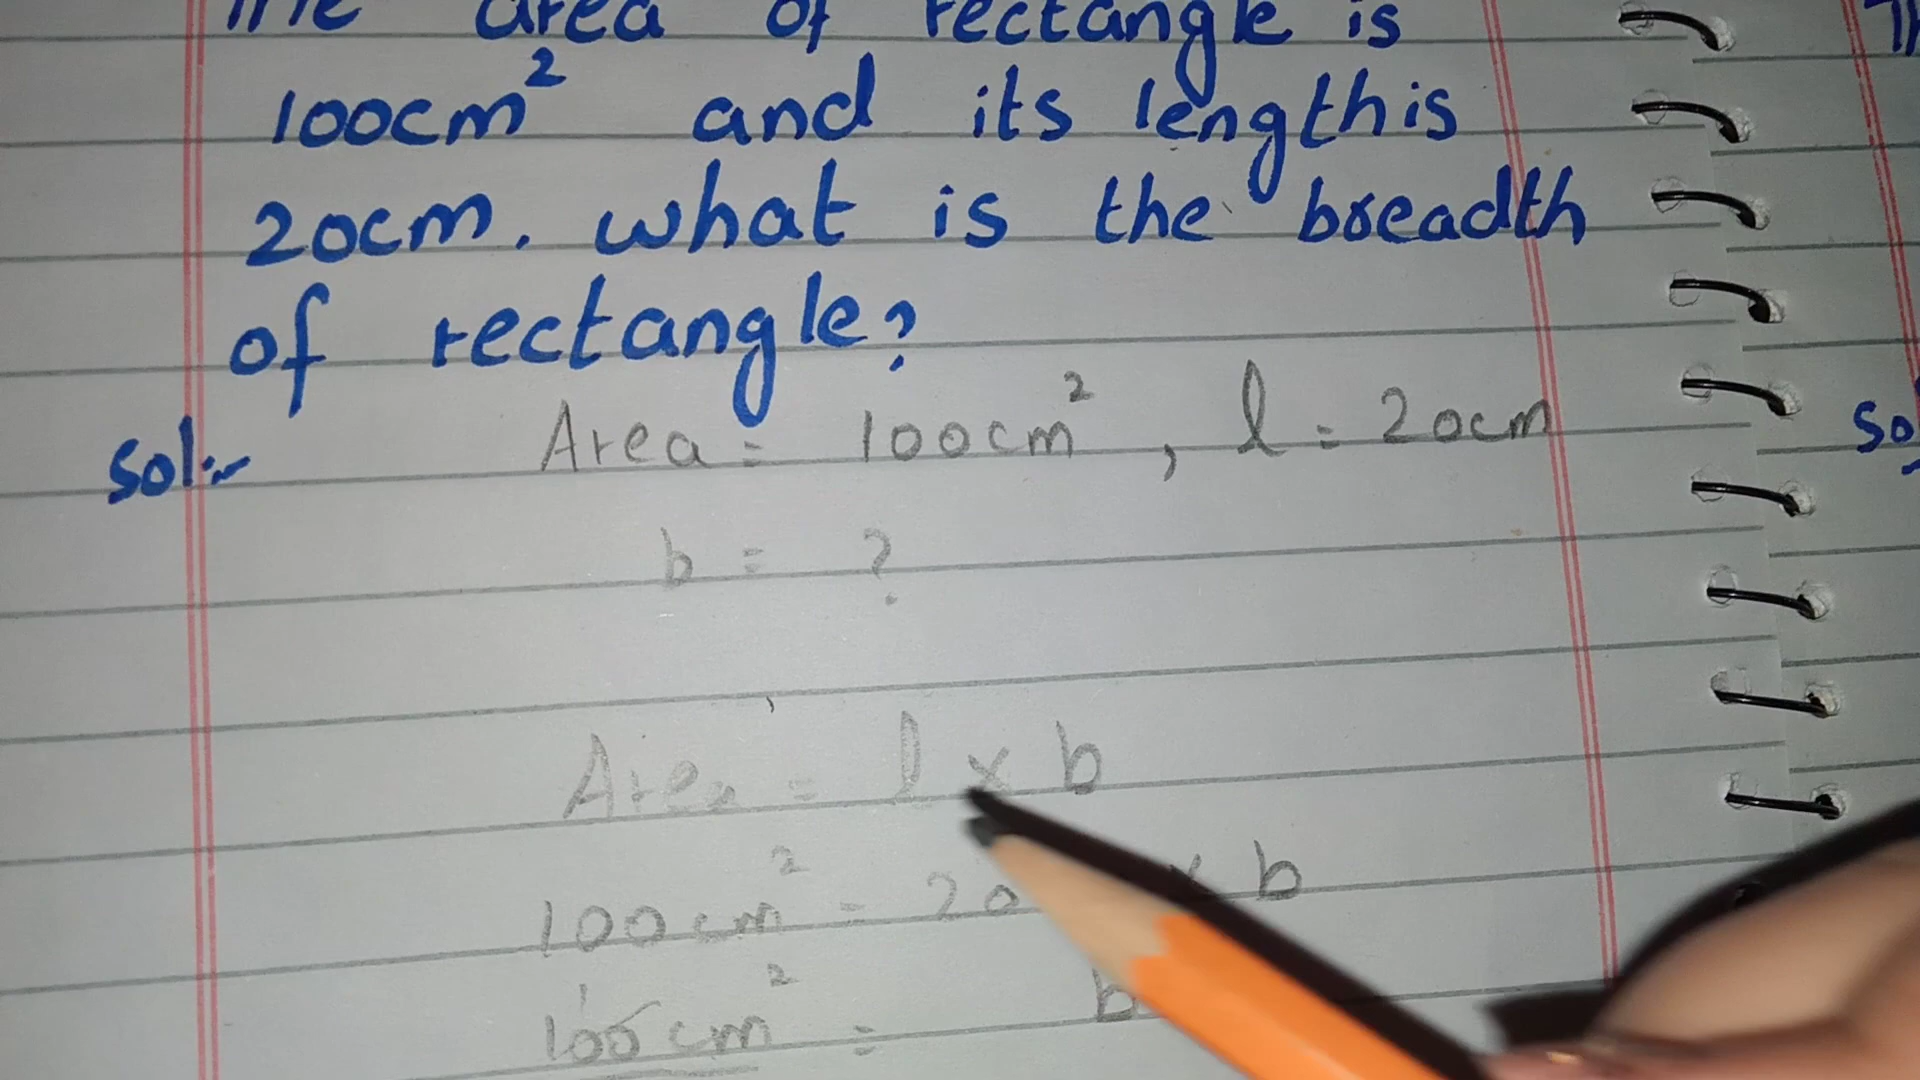 The area of rectangle is
100cm² and its length is
20cm. what is the breadth
of rectangle?
Sol:- Area = 100cm², l = 20cm
b = ?
Area = l × b
100cm² = 20 × b
100cm² = b